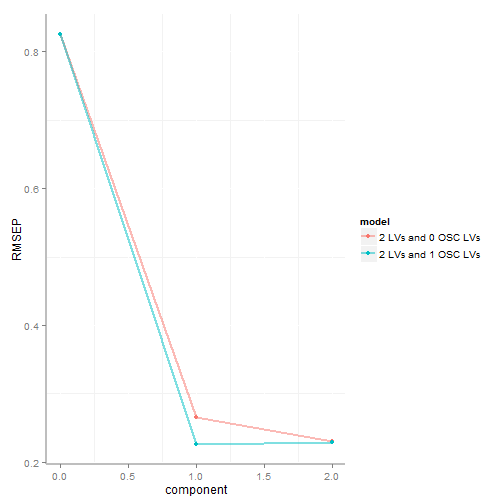 0.8
0.6
0.4
0.2
RMSEP
0.0 0.5 1.0 1.5 2.0
component
model
2 LVs and 0 OSC LVs
2 LVs and 1 OSC LVs